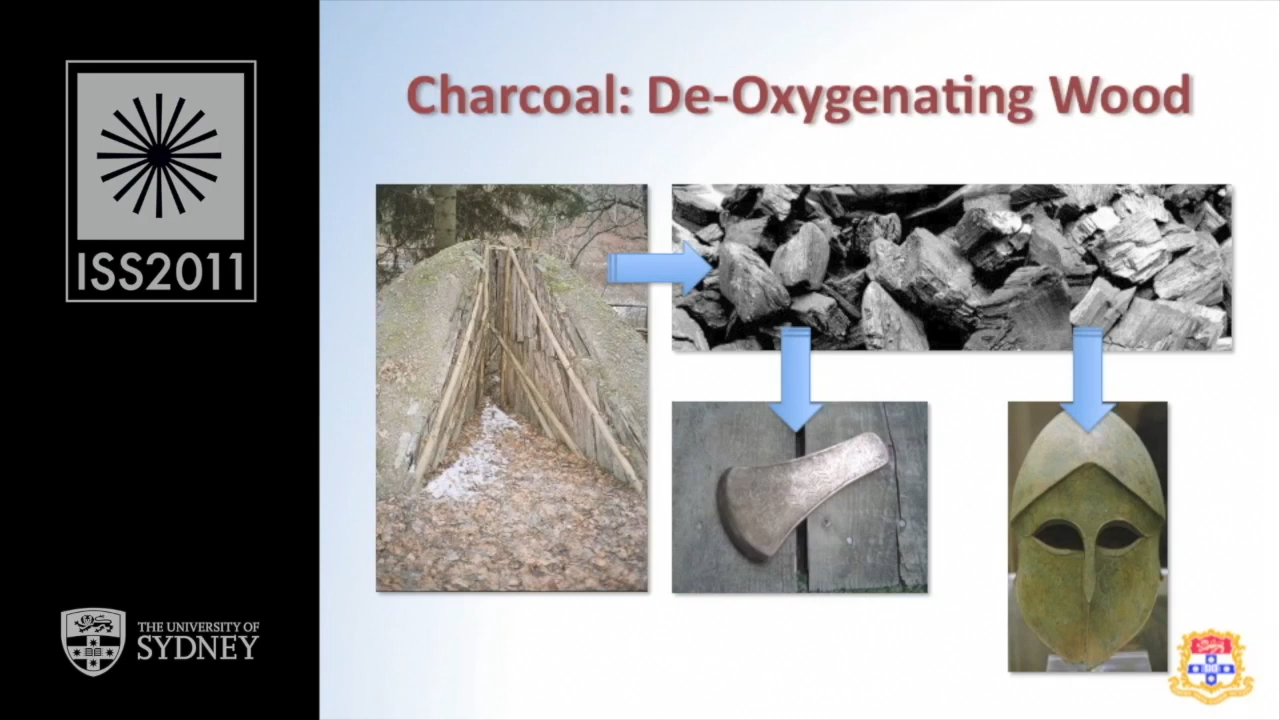 Charcoal: De-Oxygenating Wood
ISS2011
THE UNIVERSITY OF
SYDNEY